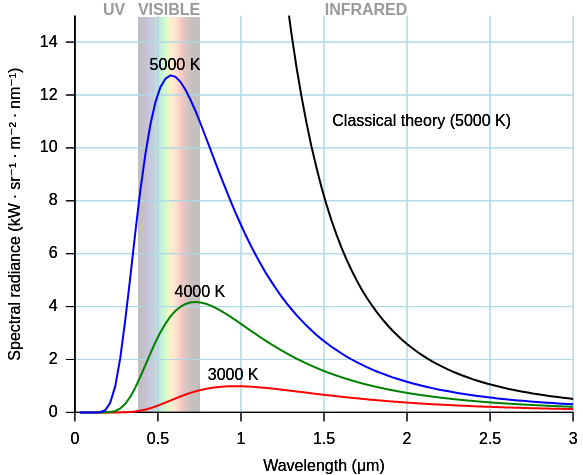 UV VISIBLE INFRARED
14
12
10
8
6
4
2
0
5000 K
Classical theory (5000 K)
4000 K
3000 K
0 0.5 1 1.5 2 2.5 3
Wavelength (μm)
Spectral radiance (kW · sr⁻¹ · m⁻² · nm⁻¹)